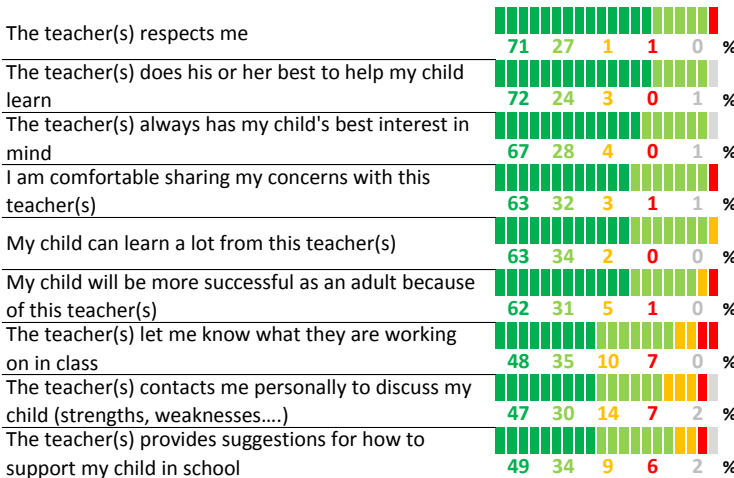 The teacher(s) respects me
71 27 1 1 0 %
The teacher(s) does his or her best to help my child
learn
72 24 3 0 1 %
The teacher(s) always has my child's best interest in
mind
67 28 4 0 1 %
I am comfortable sharing my concerns with this
teacher(s)
63 32 3 1 1 %
My child can learn a lot from this teacher(s)
63 34 2 0 0 %
My child will be more successful as an adult because
of this teacher(s)
62 31 5 1 0 %
The teacher(s) let me know what they are working
on in class
48 35 10 7 0 %
The teacher(s) contacts me personally to discuss my
child (strengths, weaknesses....)
47 30 14 7 2 %
The teacher(s) provides suggestions for how to
support my child in school
49 34 9 6 2 %